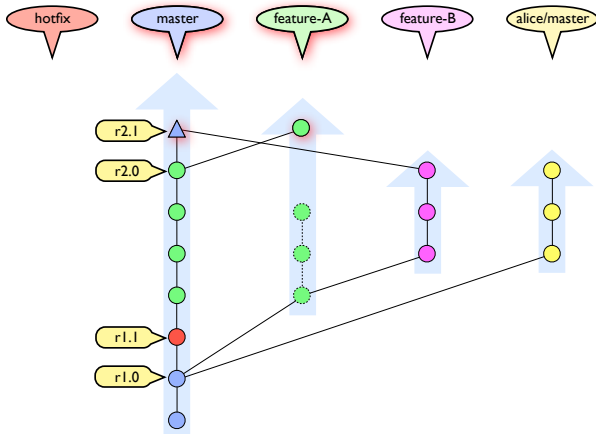 hotfix
master
feature-A
feature-B
alice/master
r2.1
r2.0
r1.1
r1.0